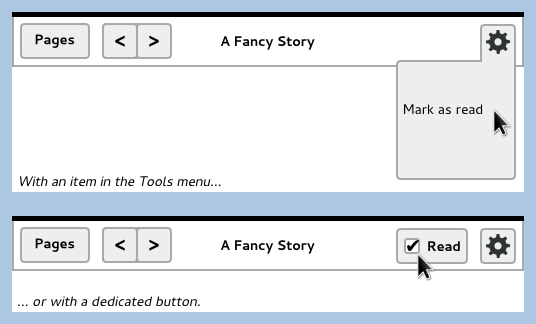 Pages < > A Fancy Story
Mark as read
With an item in the Tools menu...
Pages < > A Fancy Story ✔ Read
... or with a dedicated button.